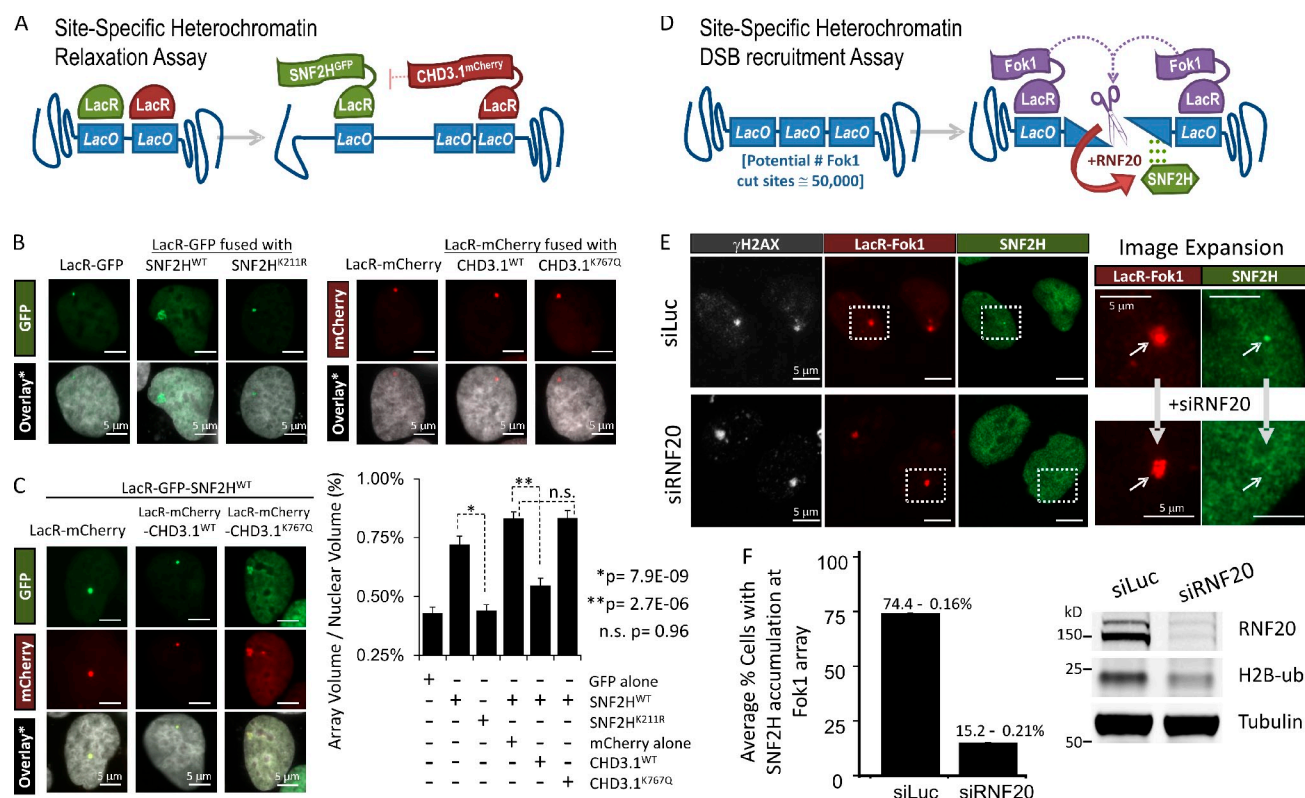 A
Site-Specific Heterochromatin
Relaxation Assay
SNF2H^GFP
CHD3.1^mCherry
LacR LacR
LacR LacR
LacO LacO
LacO LacO LacO
D
Site-Specific Heterochromatin
DSB recruitment Assay
Fok1 Fok1
LacR LacR
LacO LacO LacO
LacO LacO
[Potential # Fok1
cut sites ≅ 50,000]
+RNF20
SNF2H
B
LacR-GFP fused with
LacR-GFP SNF2H^WT SNF2H^K211R
GFP
Overlay*
5 µm 5 µm 5 µm
LacR-mCherry fused with
LacR-mCherry CHD3.1^WT CHD3.1^K767Q
mCherry
Overlay*
5 µm 5 µm 5 µm
C
LacR-GFP-SNF2H^WT
LacR-mCherry LacR-mCherry LacR-mCherry
-CHD3.1^WT -CHD3.1^K767Q
GFP
mCherry
Overlay*
5 µm 5 µm 5 µm
Array Volume / Nuclear Volume (%)
1.00%
0.75%
0.50%
0.25%
*
**
n.s.
*p= 7.9E-09
**p= 2.7E-06
n.s. p= 0.96
+ – – – – – GFP alone
– + – + + + SNF2H^WT
– – + – – – SNF2H^K211R
– – – + – – mCherry alone
– – – – + – CHD3.1^WT
– – – – – + CHD3.1^K767Q
E
γH2AX LacR-Fok1 SNF2H
Image Expansion
LacR-Fok1 SNF2H
siLuc
5 µm
5 µm
+siRNF20
siRNF20
5 µm
5 µm
F
Average % Cells with
SNF2H accumulation at
Fok1 array
100
75
50
25
0
74.4 - 0.16%
15.2 - 0.21%
siLuc siRNF20
siLuc siRNF20
kD
150
25
50
RNF20
H2B-ub
Tubulin